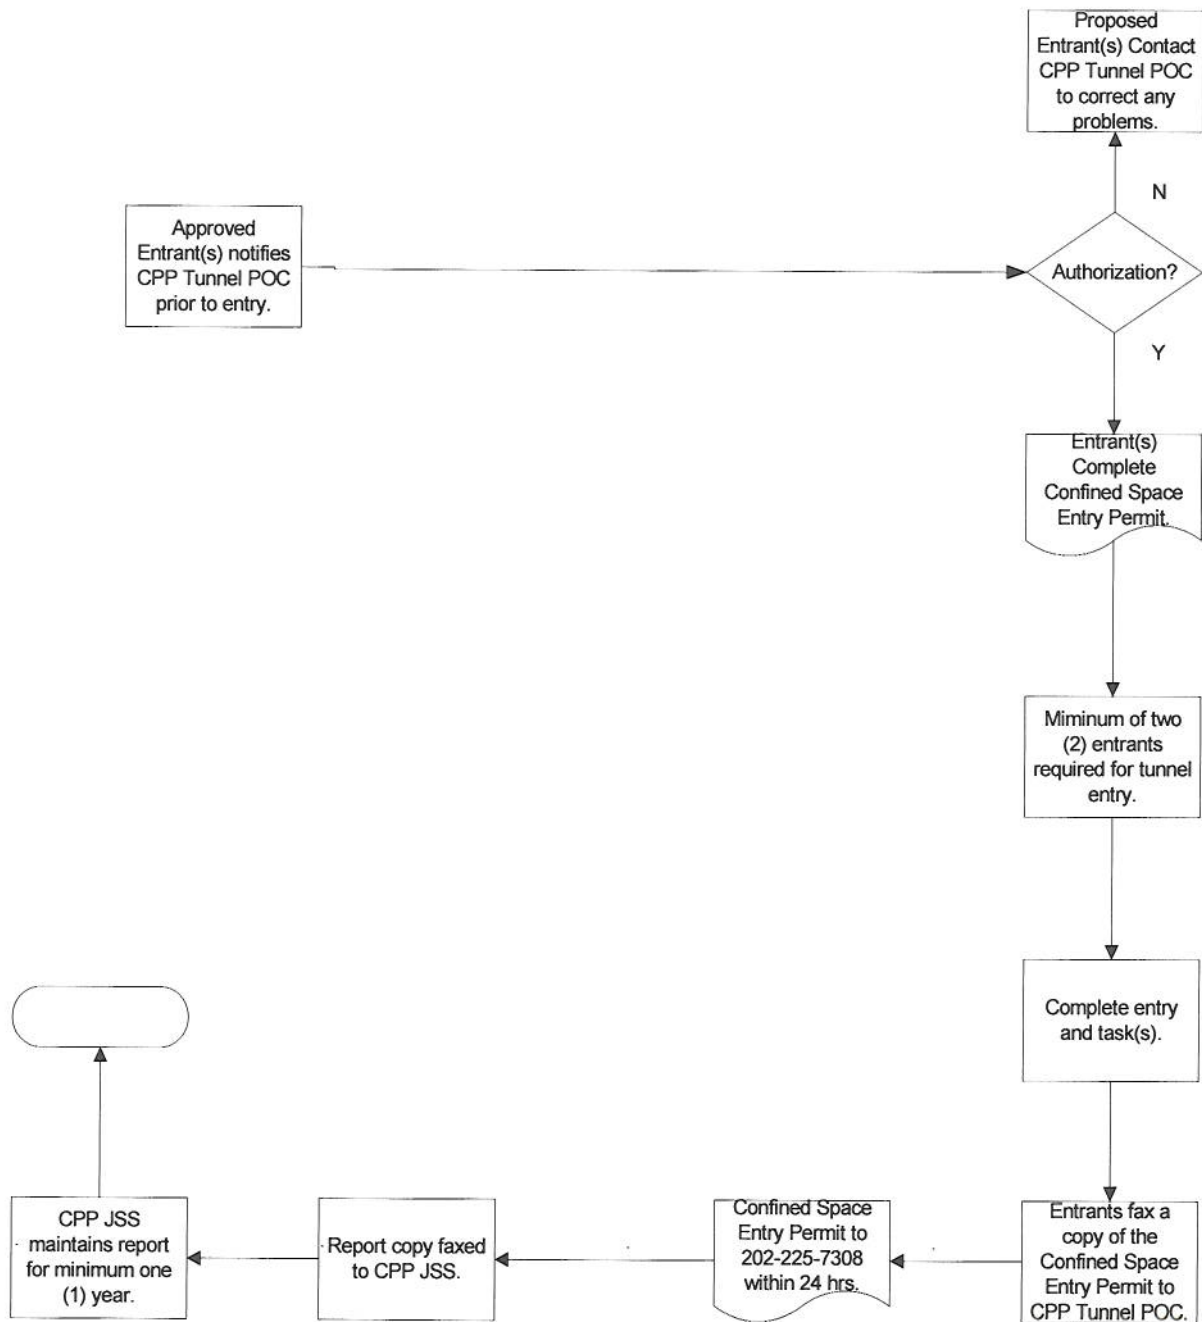 Proposed
Entrant(s) Contact
CPP Tunnel POC
to correct any
problems.
N
Approved
Entrant(s) notifies
CPP Tunnel POC
prior to entry.
Authorization?
Y
Entrant(s)
Complete
Confined Space
Entry Permit.
Miminum of two
(2) entrants
required for tunnel
entry.
Complete entry
and task(s).
Entrants fax a
copy of the
Confined Space
Entry Permit to
CPP Tunnel POC.
Confined Space
Entry Permit to
202-225-7308
within 24 hrs.
Report copy faxed
to CPP JSS.
CPP JSS
maintains report
for minimum one
(1) year.